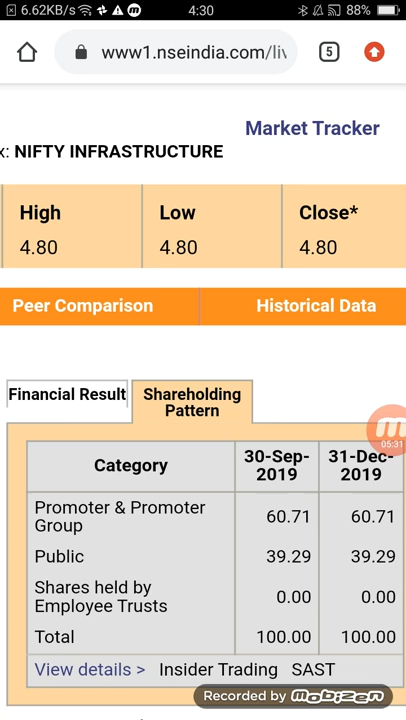 6.62KB/s 4:30 88%
www1.nseindia.com/liv 5
Market Tracker
x: NIFTY INFRASTRUCTURE
High Low Close*
4.80 4.80 4.80
Peer Comparison Historical Data
Financial Result Shareholding
Pattern
Category 30-Sep- 31-Dec-
2019 2019
Promoter & Promoter
Group 60.71 60.71
Public 39.29 39.29
Shares held by
Employee Trusts 0.00 0.00
Total 100.00 100.00
View details > Insider Trading SAST
05:31
Recorded by mobizen